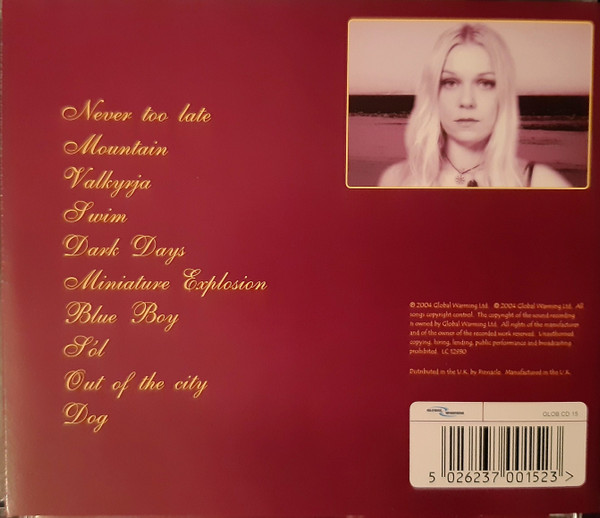 Never too late
Mountain
Valkyrja
Swim
Dark Days
Miniature Explosion
Blue Boy
Sól
Out of the city
Dog
℗ 2004 Global Warming Ltd. © 2004 Global Warming Ltd. All
songs copyright control. The copyright of the sound recording
is owned by Global Warming Ltd. All rights of the manufacturer
and of the owner of the recorded work reserved. Unauthorised
copying, hiring, lending, public performance and broadcasting
prohibited. LC 12690
Distributed in the U.K. by Pinnacle. Manufactured in the U.K.
GLOBAL WARMING
GLOB CD 15
5 026237 001523 >